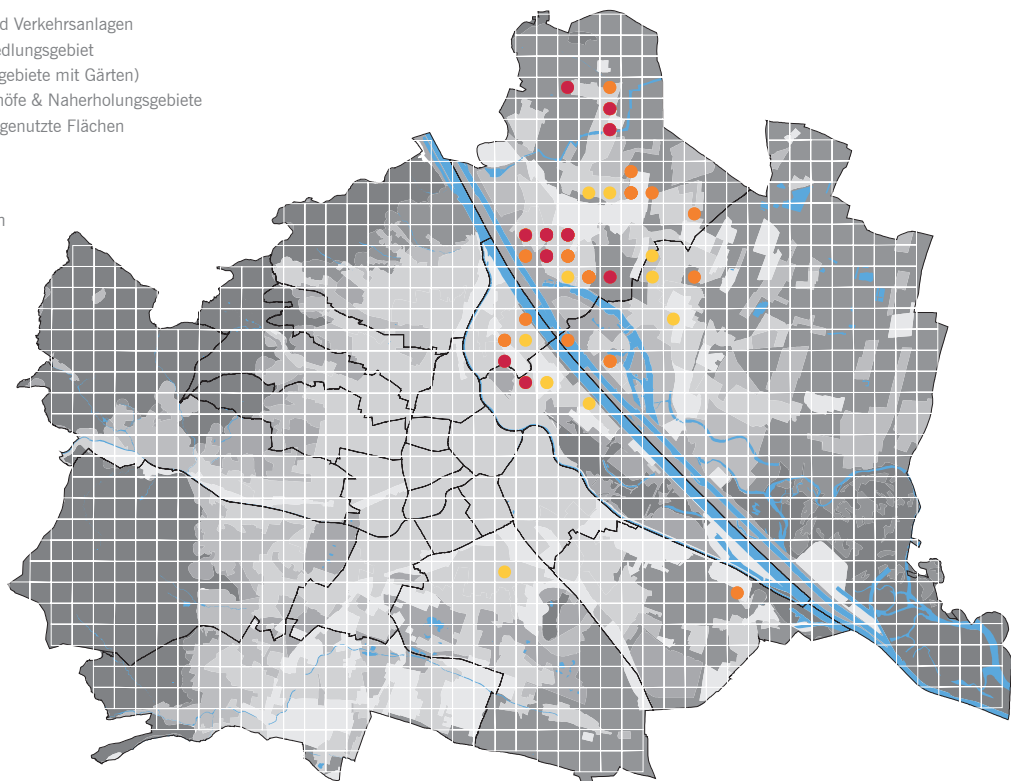 d Verkehrsanlagen
edlungsgebiet
gebiete mit Gärten)
höfe & Naherholungsgebiete
genutzte Flächen
n